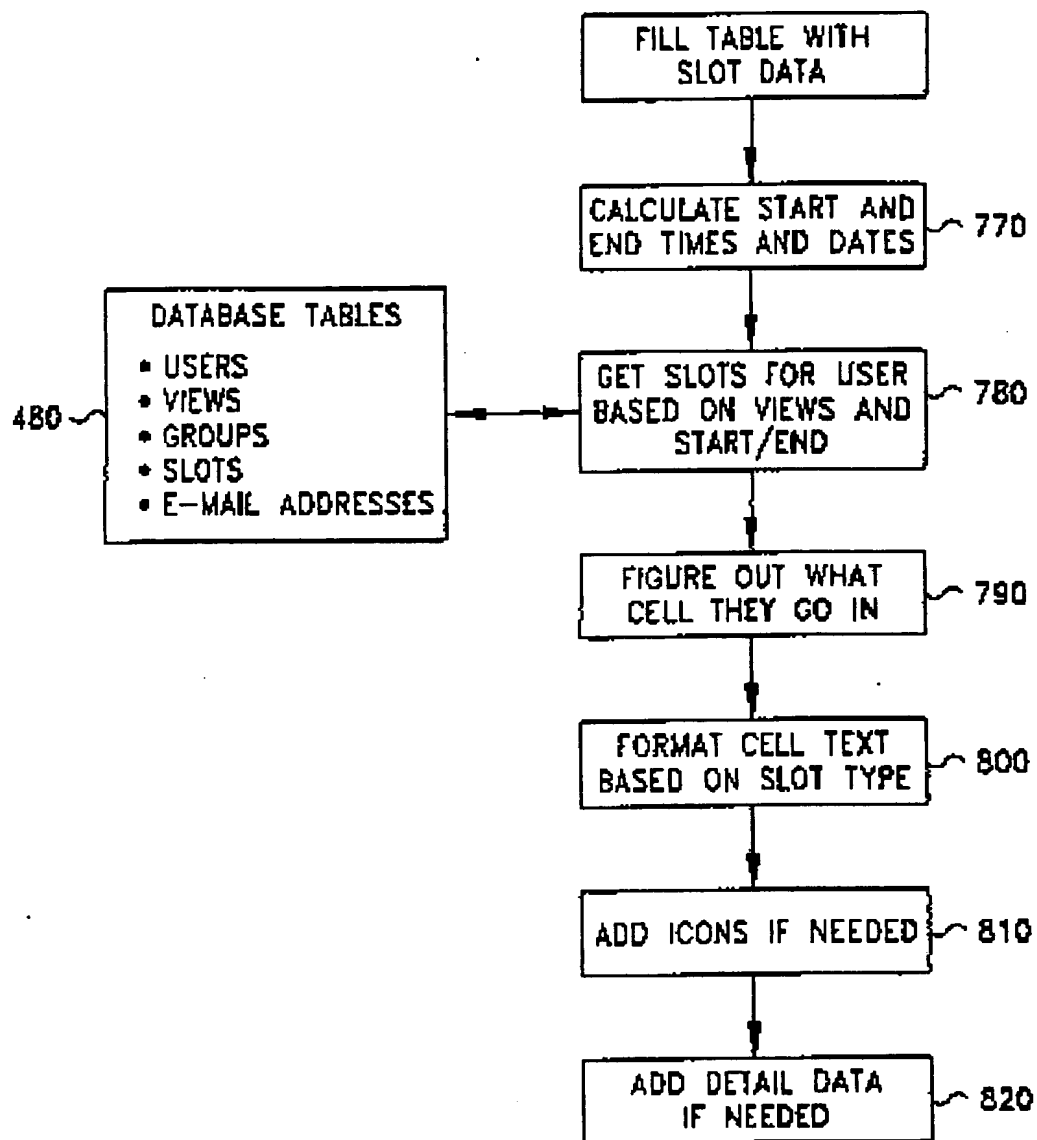 FILL TABLE WITH
SLOT DATA
CALCULATE START AND
END TIMES AND DATES
770
DATABASE TABLES
• USERS
• VIEWS
• GROUPS
• SLOTS
• E-MAIL ADDRESSES
480
GET SLOTS FOR USER
BASED ON VIEWS AND
START/END
780
FIGURE OUT WHAT
CELL THEY GO IN
790
FORMAT CELL TEXT
BASED ON SLOT TYPE
800
ADD ICONS IF NEEDED
810
ADD DETAIL DATA
IF NEEDED
820